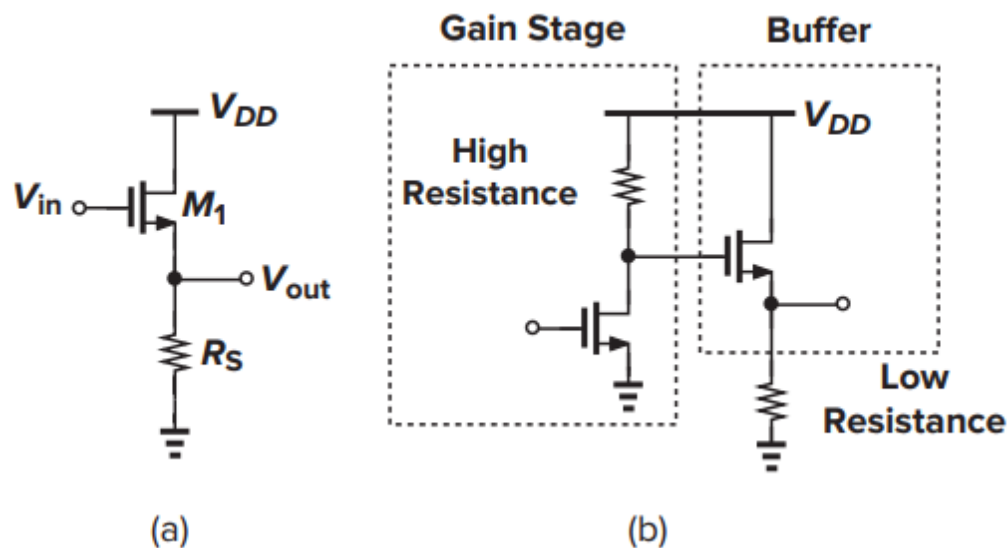 Gain Stage
Buffer
V_DD
V_in
M_1
V_out
R_S
(a)
High
Resistance
V_DD
Low
Resistance
(b)